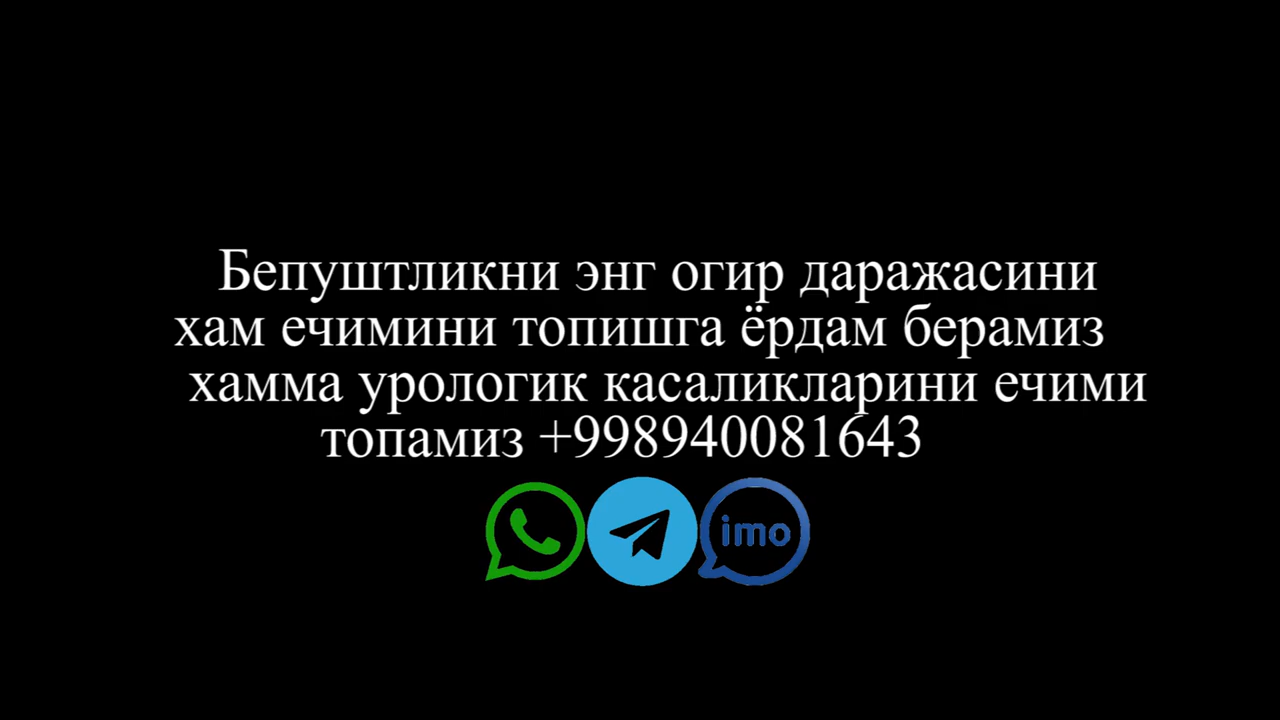 Бепуштликни энг огир даражасини
хам ечимини топишга ёрдам берамиз
хамма урологик касаликларини ечими
топамиз +998940081643
imo